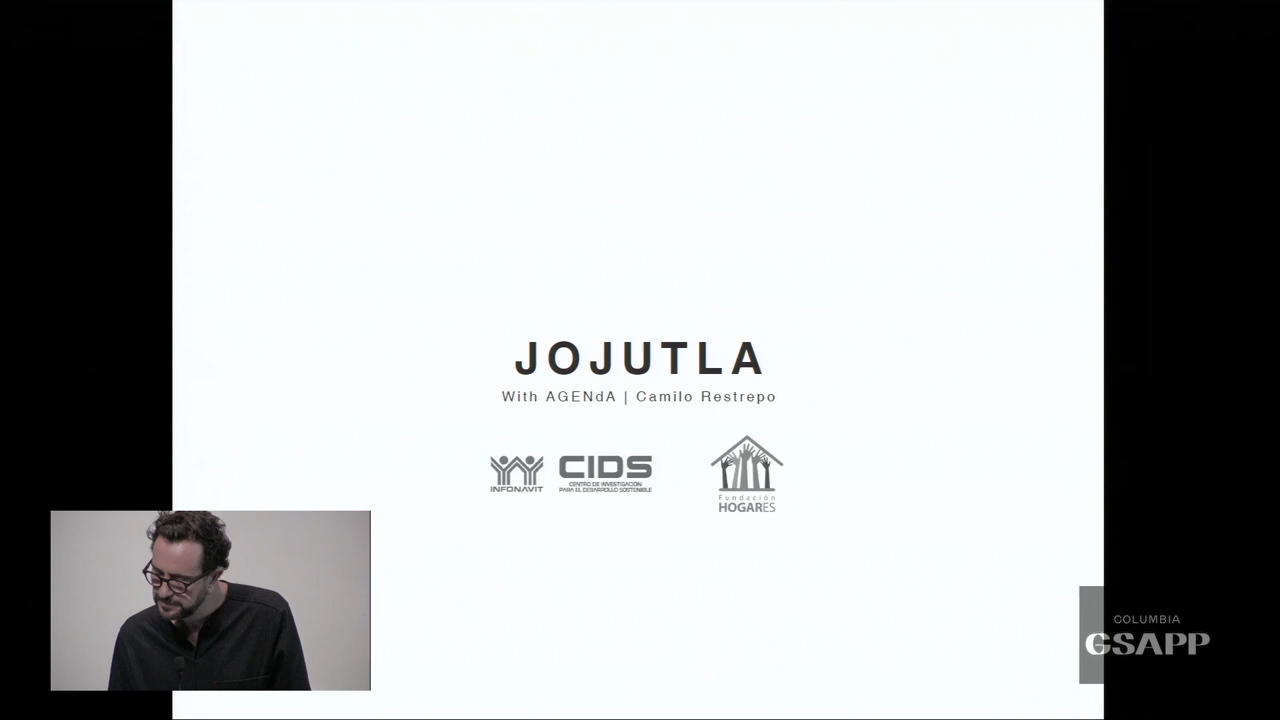 JOJUTLA
With AGENdA | Camilo Restrepo
INFONAVIT
CIDS
CENTRO DE INVESTIGACIÓN
PARA EL DESARROLLO SOSTENIBLE
Fundación
HOGARES
COLUMBIA
GSAPP